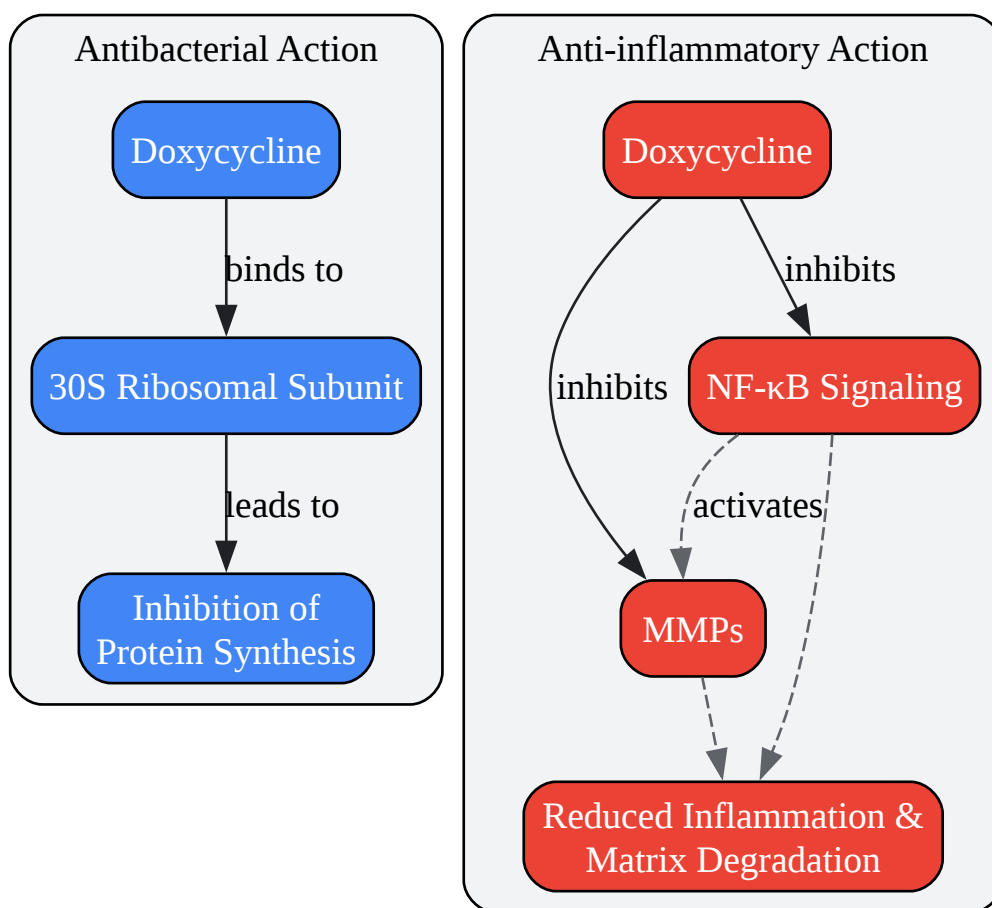 Antibacterial Action
Doxycycline
binds to
30S Ribosomal Subunit
leads to
Inhibition of
Protein Synthesis
Anti-inflammatory Action
Doxycycline
inhibits
NF-κB Signaling
inhibits
activates
MMPs
Reduced Inflammation &
Matrix Degradation